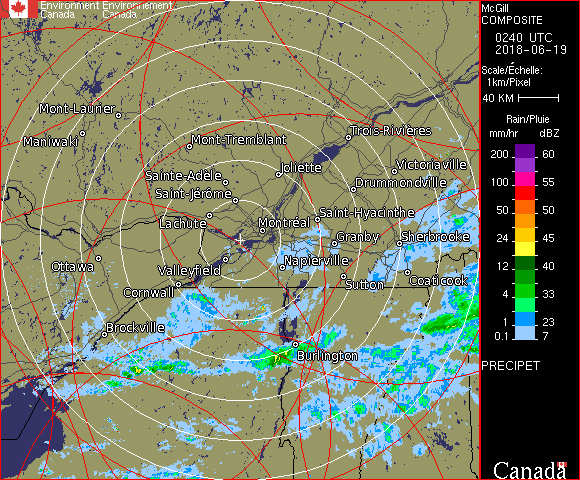 Environment Environnement
Canada Canada
McGill
COMPOSITE
0240 UTC
2018-06-19
Scale/Échelle:
1km/Pixel
40 KM
Rain/Pluie
mm/hr dBZ
200 60
100 55
50 50
24 45
12 40
4 33
1 23
0.1 7
PRECIPET
Mont-Laurier
Maniwaki
Mont-Tremblant
Trois-Rivières
Sainte-Adèle
Joliette
Victoriaville
Drummondville
Saint-Jérôme
Saint-Hyacinthe
Lachute
Montréal
Granby
Sherbrooke
Ottawa
Valleyfield
Napierville
Sutton
Coaticook
Cornwall
Brockville
Burlington
Canada